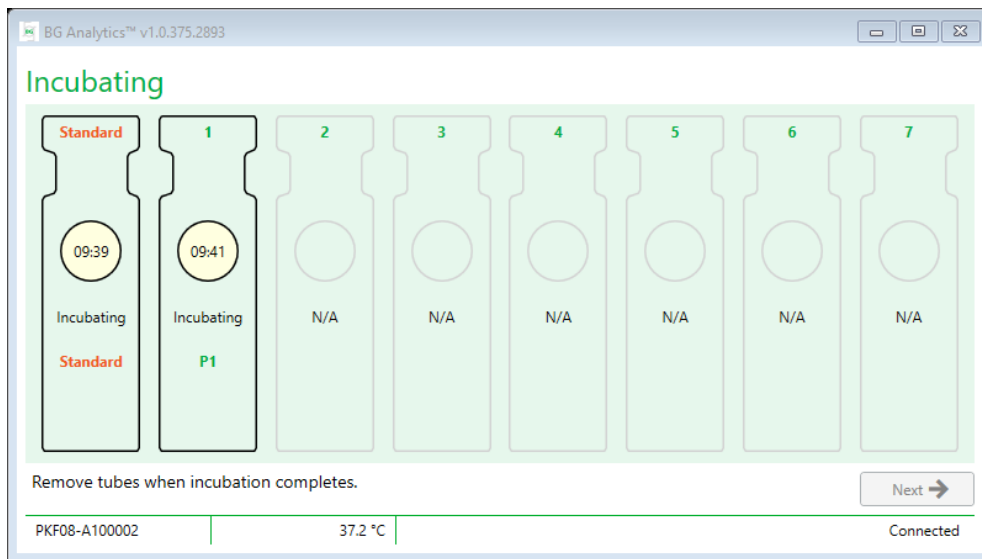 BG Analytics™ v1.0.375.2893
Incubating
Standard 1 2 3 4 5 6 7
09:39 09:41
Incubating Incubating N/A N/A N/A N/A N/A N/A
Standard P1
Remove tubes when incubation completes.
Next
PKF08-A100002 37.2 °C Connected